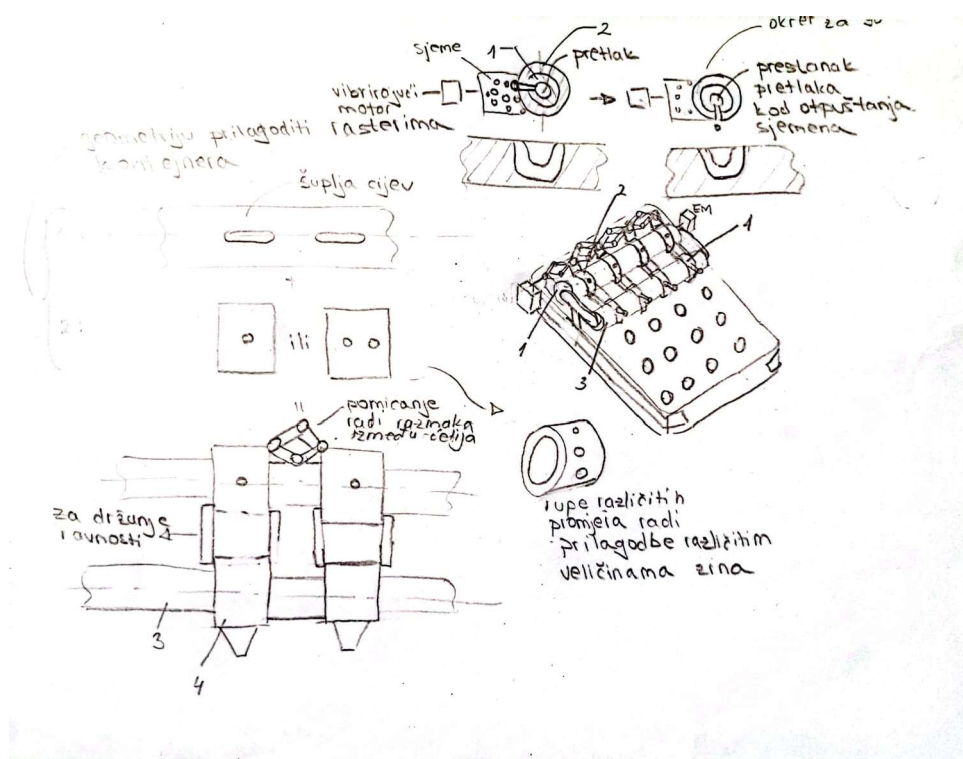 okret za
sjeme
1
2
pretlak
vibrirajući
motor
prestanak
pretlaka
kod otpuštanja
sjemena
geometriju prilagoditi rasterima
kontejnera
šuplja cijev
2
EM
1
1
3
2:
ili
pomicanje
radi razmaka
između ćelija
za držanje
ravnosti
3
4
rupe različitih
promjera radi
prilagodbe različitim
veličinama zrna